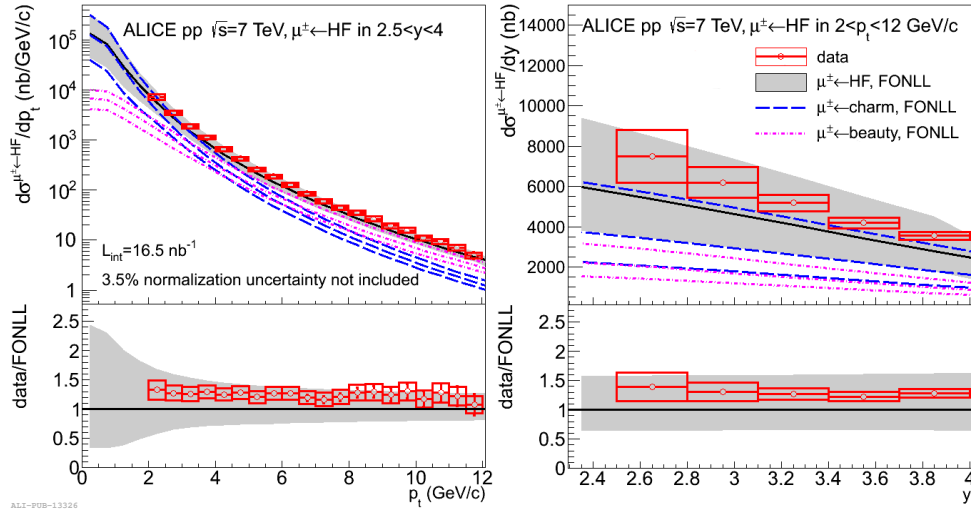 ALICE pp √s=7 TeV, μ±←HF in 2.5<y<4
dσ^μ±←HF/dp_t (nb/GeV/c)
10^5
10^4
10^3
10^2
10
1
L_int=16.5 nb^-1
3.5% normalization uncertainty not included
data/FONLL
2.5
2
1.5
1
0.5
0
0 2 4 6 8 10 12
p_t (GeV/c)
ALICE pp √s=7 TeV, μ±←HF in 2<p_t<12 GeV/c
data
μ±←HF, FONLL
μ±←charm, FONLL
μ±←beauty, FONLL
dσ^μ±←HF/dy (nb)
14000
12000
10000
8000
6000
4000
2000
data/FONLL
2.5
2
1.5
1
0.5
0
2.4 2.6 2.8 3 3.2 3.4 3.6 3.8 4
y
ALI-PUB-13326